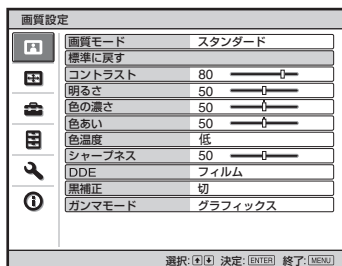 画質設定
画質モード スタンダード
標準に戻す
コントラスト 80
明るさ 50
色の濃さ 50
色あい 50
色温度 低
シャープネス 50
DDE フィルム
黒補正 切
ガンマモード グラフィックス
選択: 決定: ENTER 終了: MENU